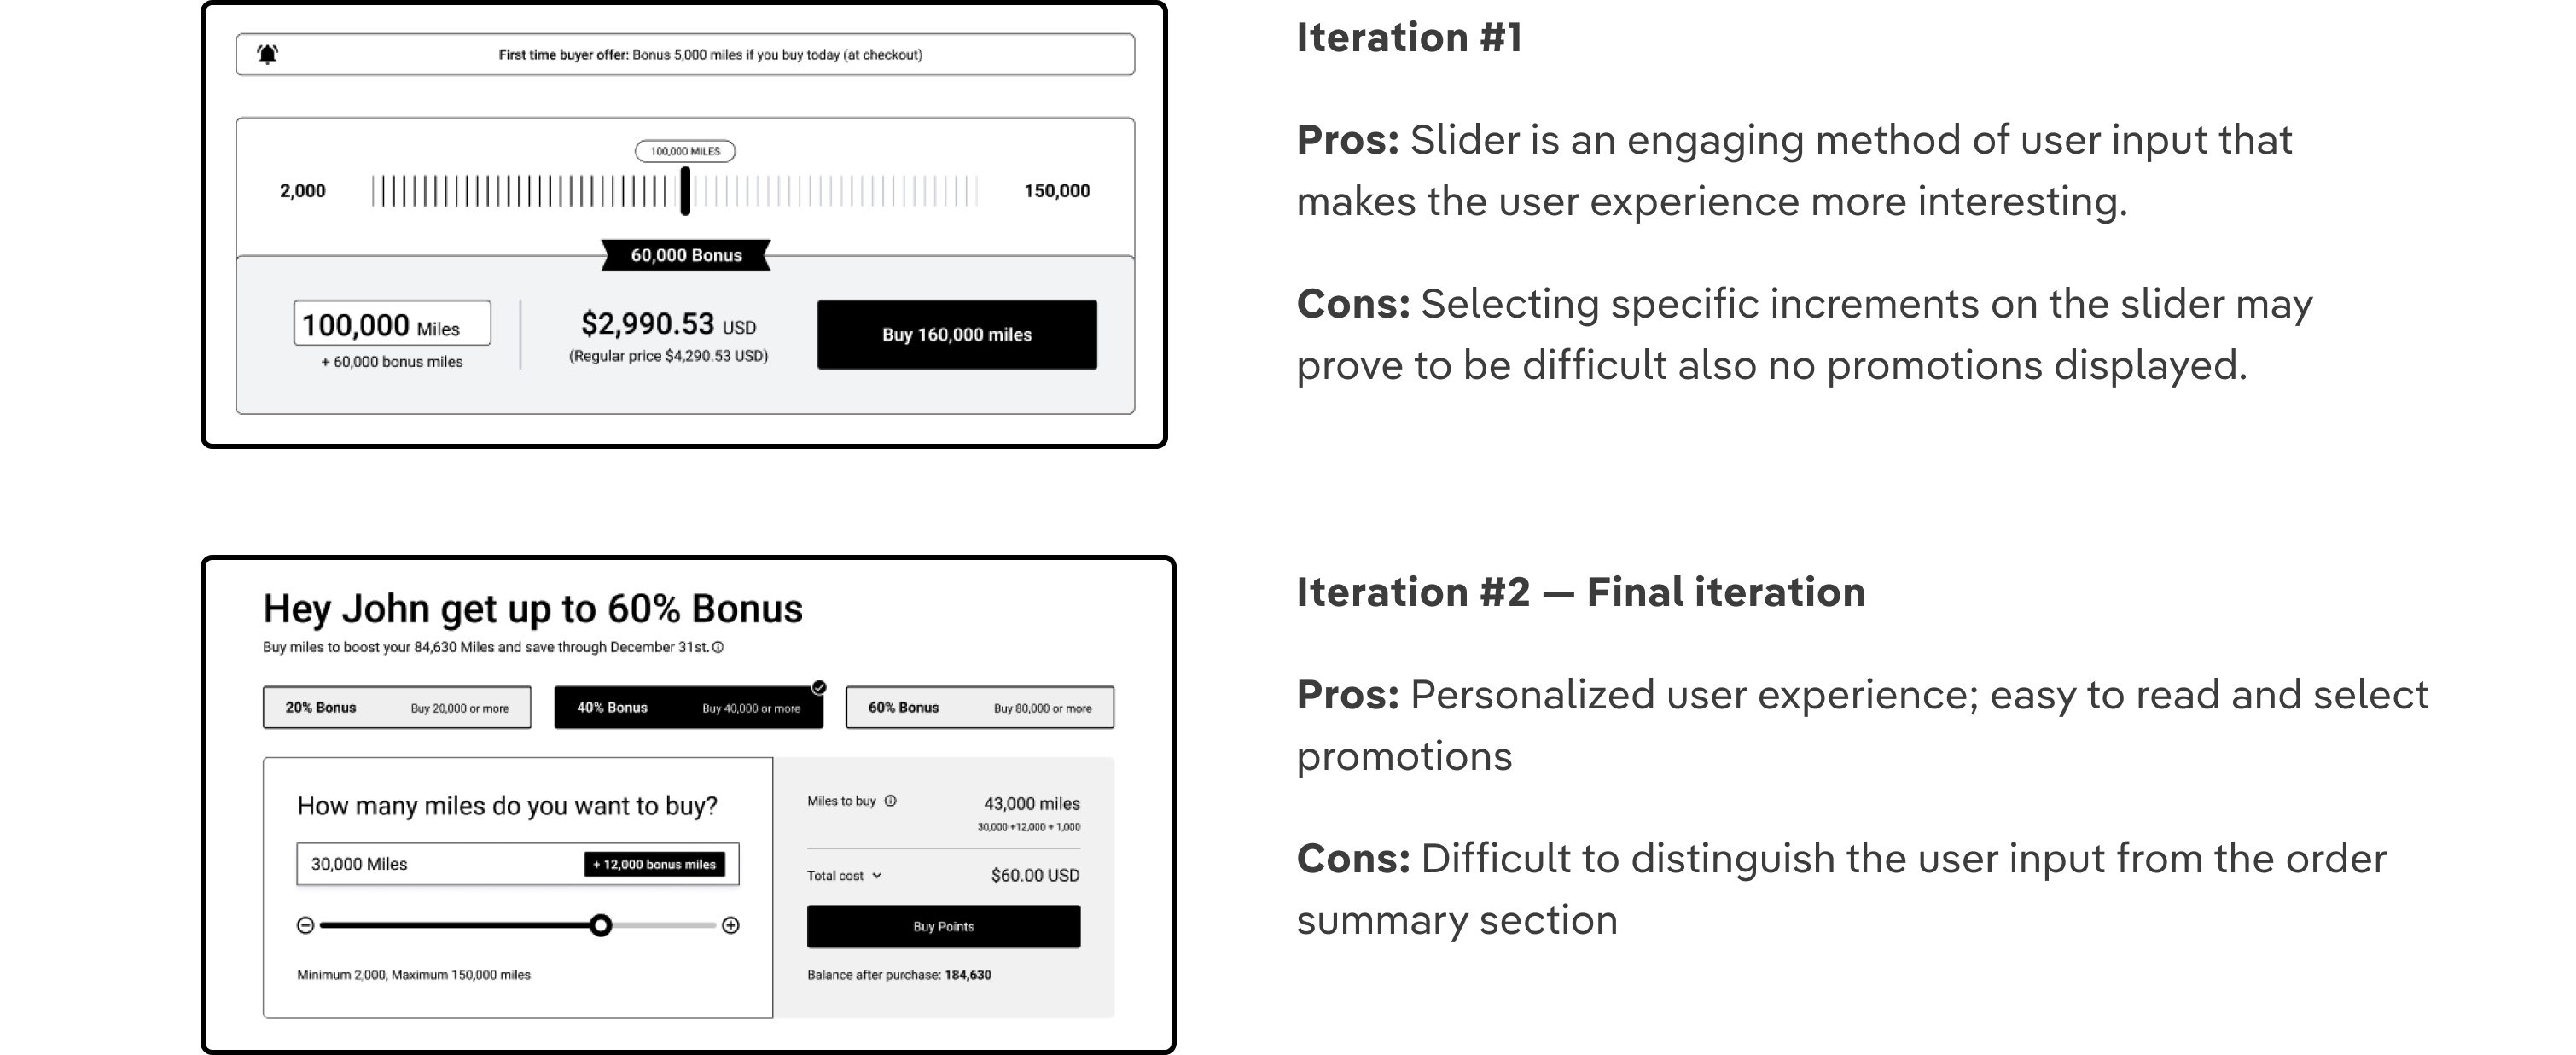 First time buyer offer: Bonus 5,000 miles if you buy today (at checkout)
100,000 MILES
2,000
150,000
60,000 Bonus
100,000 Miles
+ 60,000 bonus miles
$2,990.53 USD
(Regular price $4,290.53 USD)
Buy 160,000 miles
Iteration #1
Pros: Slider is an engaging method of user input that
makes the user experience more interesting.
Cons: Selecting specific increments on the slider may
prove to be difficult also no promotions displayed.
Hey John get up to 60% Bonus
Buy miles to boost your 84,630 Miles and save through December 31st.
20% Bonus Buy 20,000 or more
40% Bonus Buy 40,000 or more
60% Bonus Buy 80,000 or more
How many miles do you want to buy?
30,000 Miles
+ 12,000 bonus miles
Minimum 2,000, Maximum 150,000 miles
Miles to buy
43,000 miles
30,000 +12,000 + 1,000
Total cost
$60.00 USD
Buy Points
Balance after purchase: 184,630
Iteration #2 — Final iteration
Pros: Personalized user experience; easy to read and select
promotions
Cons: Difficult to distinguish the user input from the order
summary section